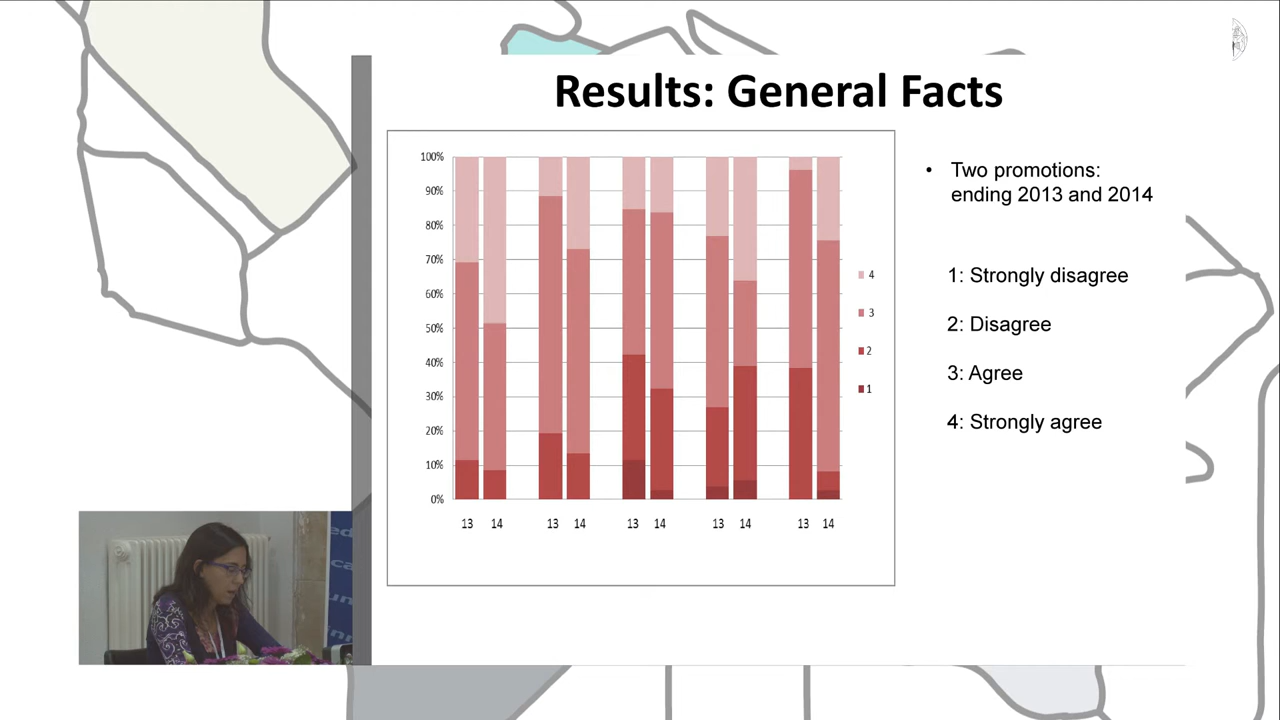 Results: General Facts
100%
90%
80%
70%
60%
50%
40%
30%
20%
10%
0%
13 14 13 14 13 14 13 14 13 14
4
3
2
1
• Two promotions:
ending 2013 and 2014
1: Strongly disagree
2: Disagree
3: Agree
4: Strongly agree